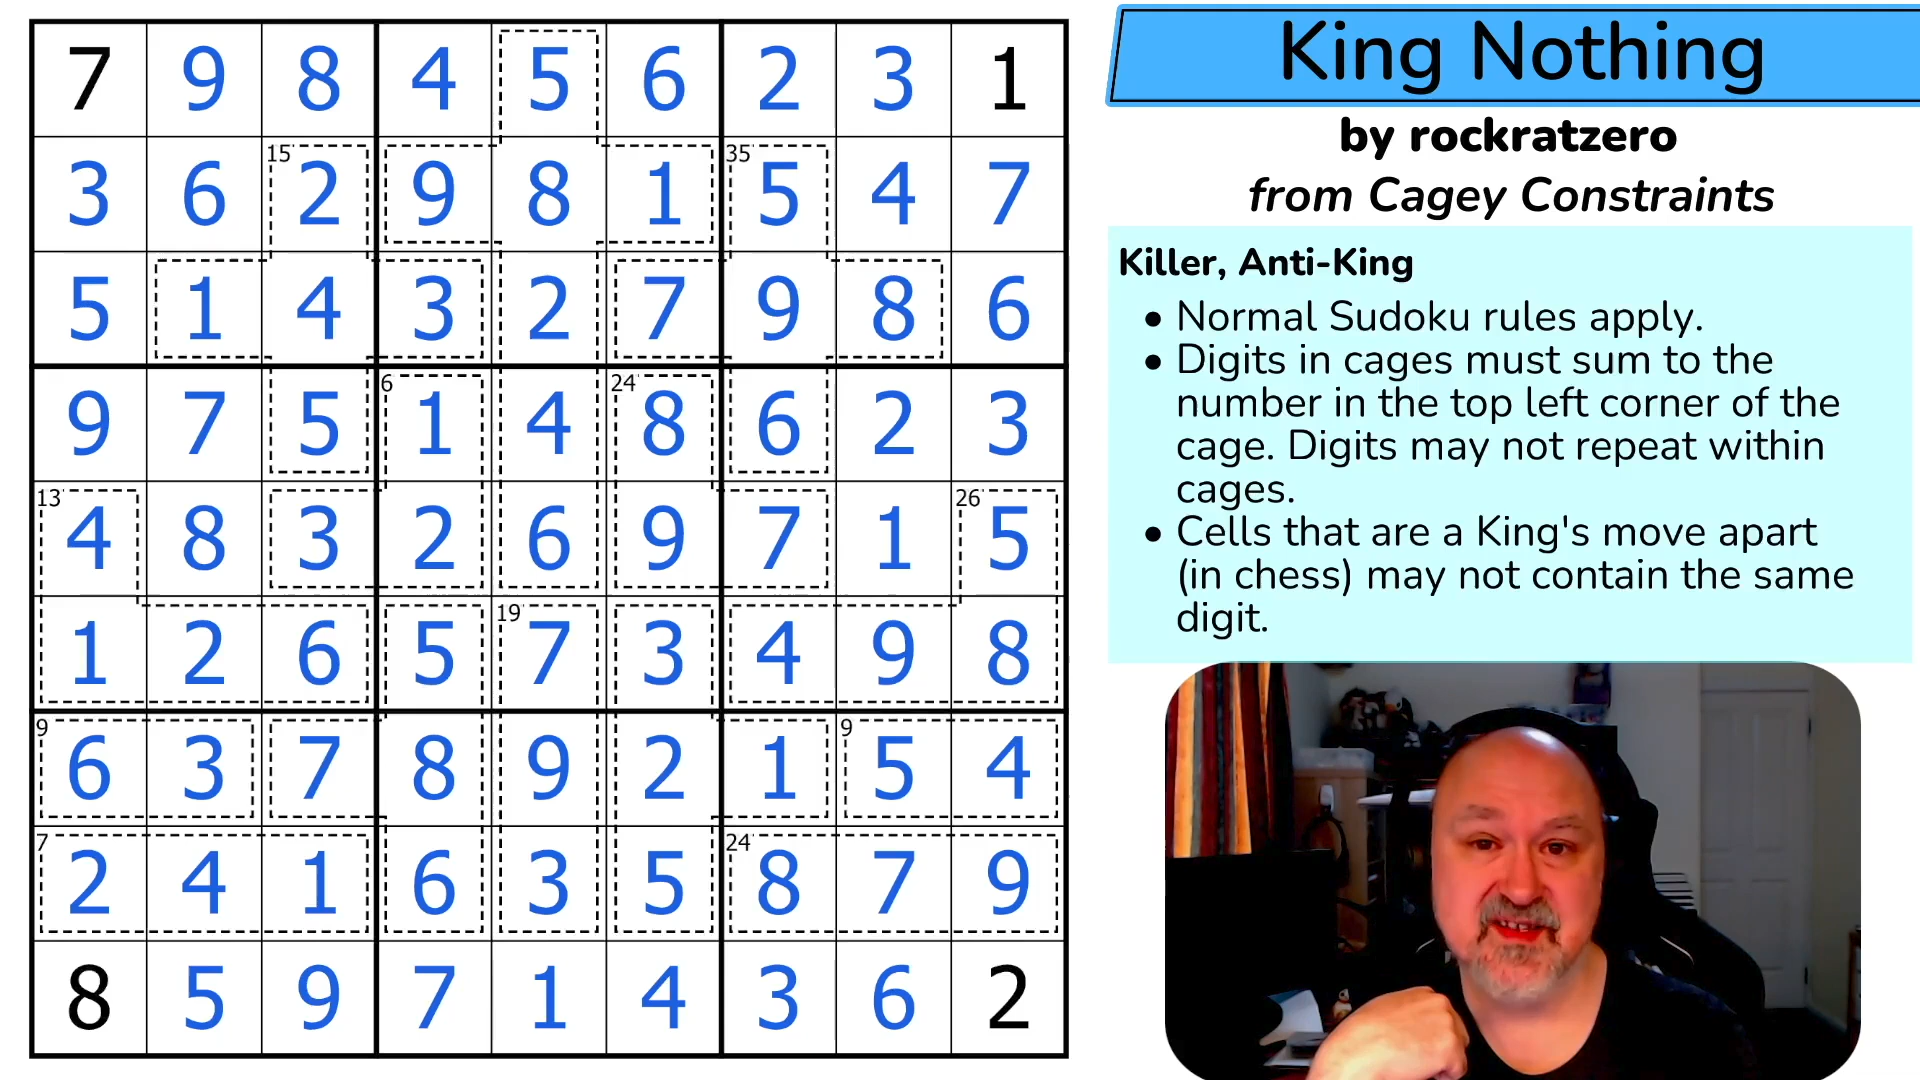 7 9 8 4 5 6 2 3 1
15 35
3 6 2 9 8 1 5 4 7
5 1 4 3 2 7 9 8 6
6 24
9 7 5 1 4 8 6 2 3
13 26
4 8 3 2 6 9 7 1 5
19
1 2 6 5 7 3 4 9 8
9 9
6 3 7 8 9 2 1 5 4
7 24
2 4 1 6 3 5 8 7 9
8 5 9 7 1 4 3 6 2
King Nothing
by rockratzero
from Cagey Constraints
Killer, Anti-King
• Normal Sudoku rules apply.
• Digits in cages must sum to the
number in the top left corner of the
cage. Digits may not repeat within
cages.
• Cells that are a King's move apart
(in chess) may not contain the same
digit.